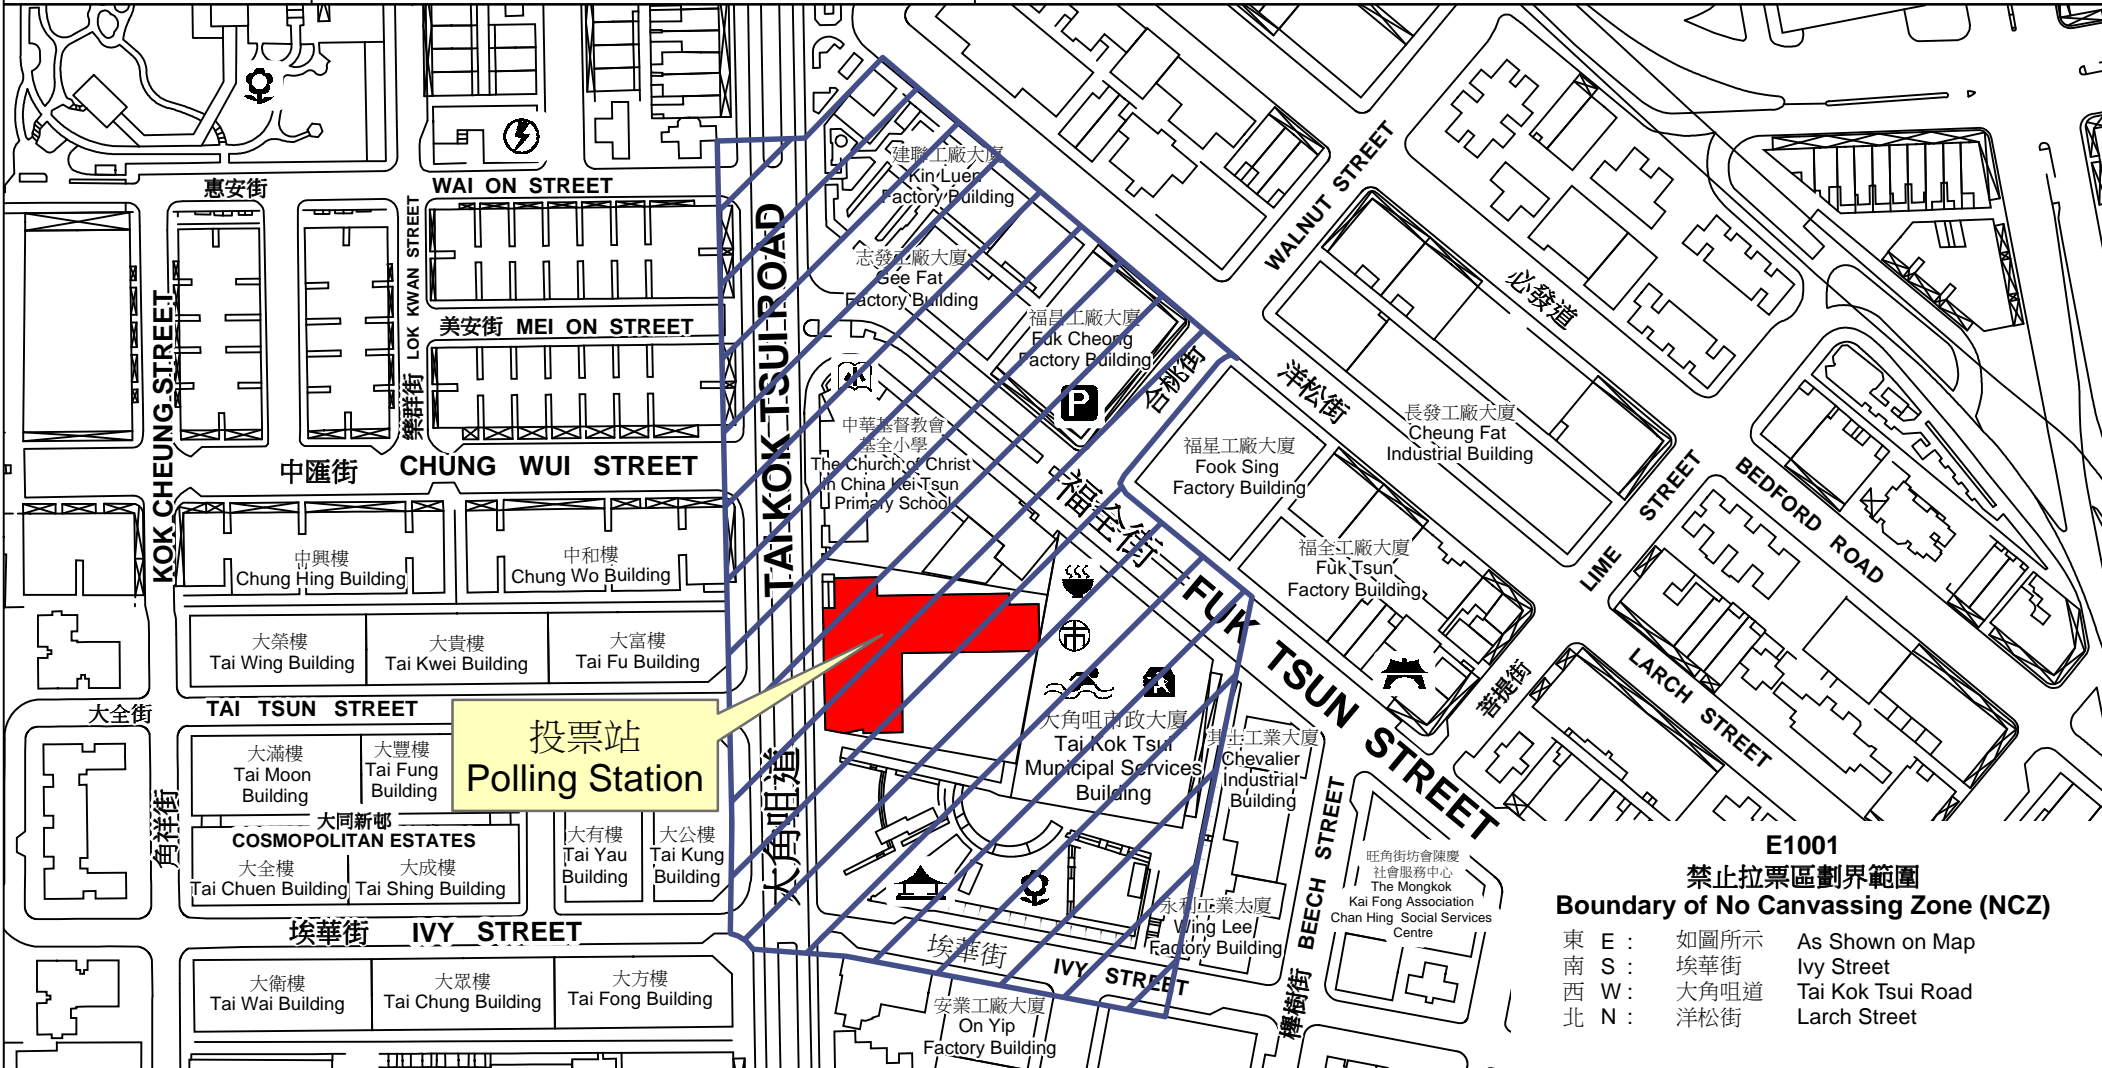 惠安街
WAI ON STREET
建聯工廠大廈
Kin Luen
Factory Building
WALNUT STREET
KOK CHEUNG STREET
LOK KWAN STREET
樂群街
TAI KOK TSUI ROAD
志發工廠大廈
Gee Fat
Factory Building
美安街 MEI ON STREET
福昌工廠大廈
Fuk Cheong
Factory Building
P
合桃街
必發道
洋松街
長發工廠大廈
Cheung Fat
Industrial Building
中華基督教會
基全小學
The Church of Christ
in China Kei Tsun
Primary School
福星工廠大廈
Fook Sing
Factory Building
中匯街 CHUNG WUI STREET
福全街 FUK TSUN STREET
BEDFORD ROAD
LIME STREET
中興樓
Chung Hing Building
中和樓
Chung Wo Building
福全工廠大廈
Fuk Tsun
Factory Building
大榮樓
Tai Wing Building
大貴樓
Tai Kwei Building
大富樓
Tai Fu Building
市
LARCH STREET
菩提街
大全街 TAI TSUN STREET
投票站
Polling Station
大角咀市政大廈
Tai Kok Tsui
Municipal Services
Building
其士工業大廈
Chevalier
Industrial
Building
大滿樓
Tai Moon
Building
大豐樓
Tai Fung
Building
大角咀道
角祥街
大同新邨
COSMOPOLITAN ESTATES
大全樓
Tai Chuen Building
大成樓
Tai Shing Building
大有樓
Tai Yau
Building
大公樓
Tai Kung
Building
櫸樹街 BEECH STREET
旺角街坊會陳慶
社會服務中心
The Mongkok
Kai Fong Association
Chan Hing Social Services
Centre
永利工業大廈
Wing Lee
Factory Building
埃華街 IVY STREET
埃華街 IVY STREET
大衛樓
Tai Wai Building
大眾樓
Tai Chung Building
大方樓
Tai Fong Building
安業工廠大廈
On Yip
Factory Building
E1001
禁止拉票區劃界範圍
Boundary of No Canvassing Zone (NCZ)
東 E : 如圖所示 As Shown on Map
南 S : 埃華街 Ivy Street
西 W : 大角咀道 Tai Kok Tsui Road
北 N : 洋松街 Larch Street